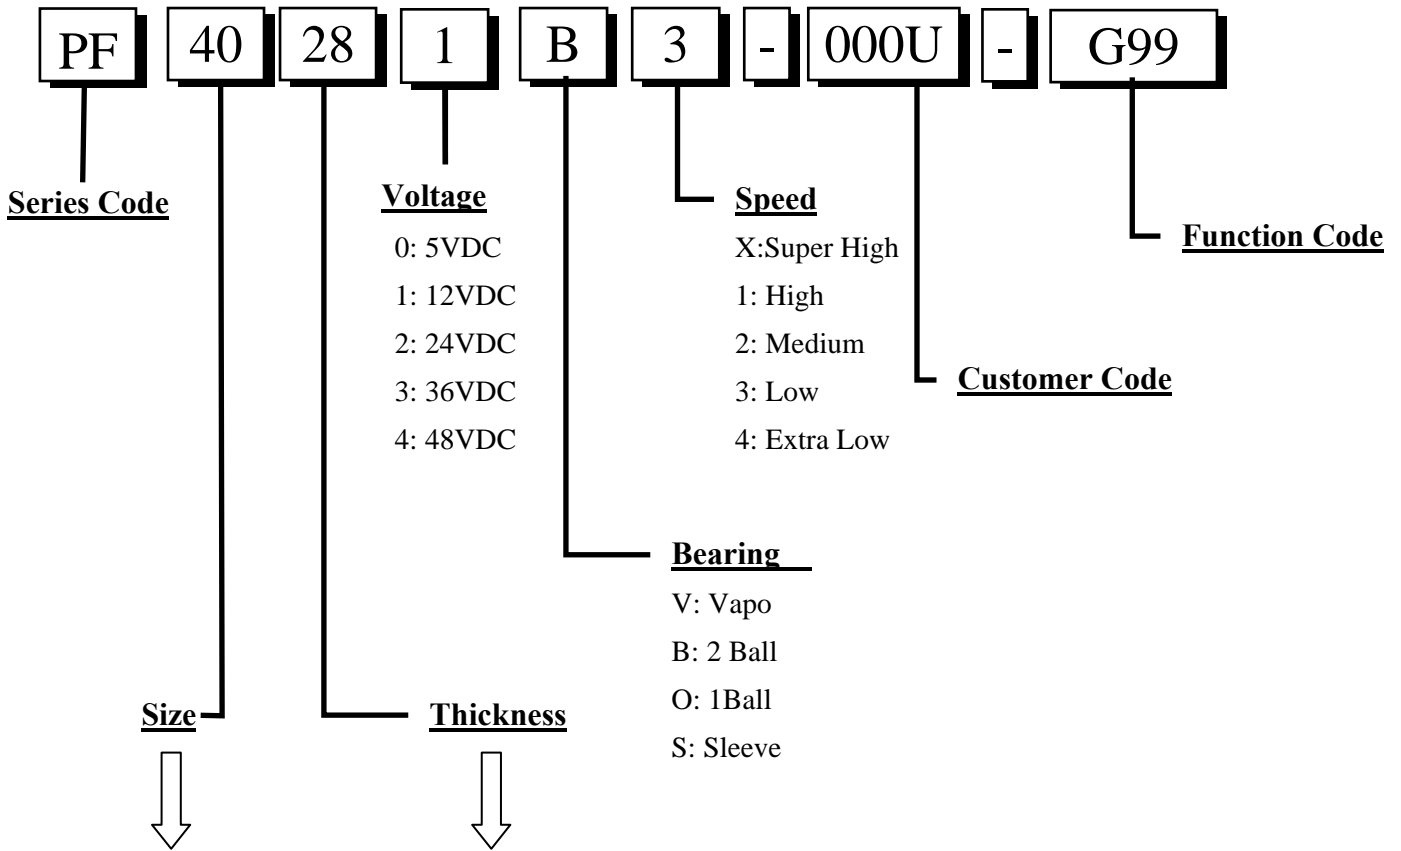 PF 40 28 1 B 3 - 000U - G99
Series Code
Voltage
0: 5VDC
1: 12VDC
2: 24VDC
3: 36VDC
4: 48VDC
Speed
X:Super High
1: High
2: Medium
3: Low
4: Extra Low
Function Code
Customer Code
Bearing
V: Vapo
B: 2 Ball
O: 1Ball
S: Sleeve
Size
Thickness